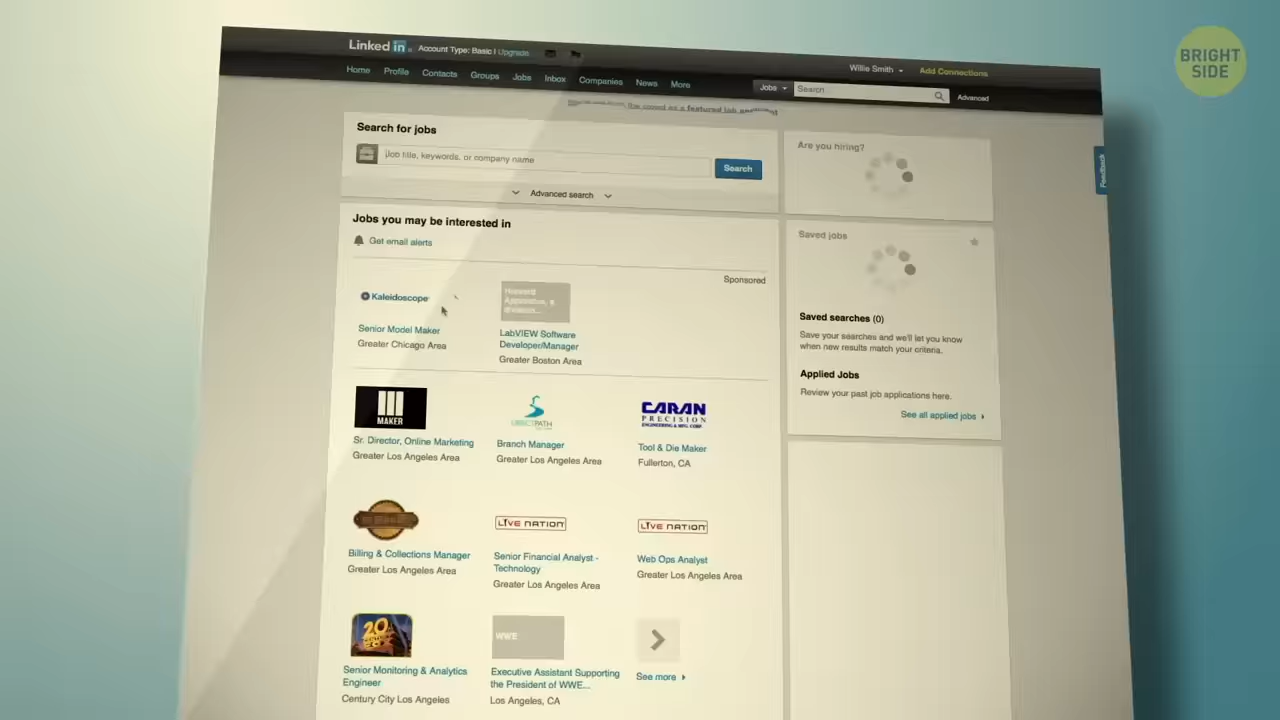 BRIGHT
SIDE
Linked in
Account Type: Basic | Upgrade
Willie Smith
Add Connections
Home Profile Contacts Groups Jobs Inbox Companies News More
Jobs
Search...
Advanced
Feedback
Search for jobs
Job title, keywords, or company name
Search
Advanced search
Are you hiring?
Jobs you may be interested in
Get email alerts
Sponsored
Kaleidoscope
Senior Model Maker
Greater Chicago Area
LabVIEW Software
Developer/Manager
Greater Boston Area
MAKER
Sr. Director, Online Marketing
Greater Los Angeles Area
Branch Manager
Greater Los Angeles Area
CARAN
PRECISION
ENGINEERING & MFG. CORP
Tool & Die Maker
Fullerton, CA
Billing & Collections Manager
Greater Los Angeles Area
LIVE NATION
Senior Financial Analyst -
Technology
Greater Los Angeles Area
LIVE NATION
Web Ops Analyst
Greater Los Angeles Area
20
Senior Monitoring & Analytics
Engineer
Century City Los Angeles
WWE
Executive Assistant Supporting
the President of WWE...
Los Angeles, CA
See more
Saved jobs
Saved searches (0)
Save your searches and we'll let you know
when new results match your criteria.
Applied Jobs
Review your past job applications here.
See all applied jobs